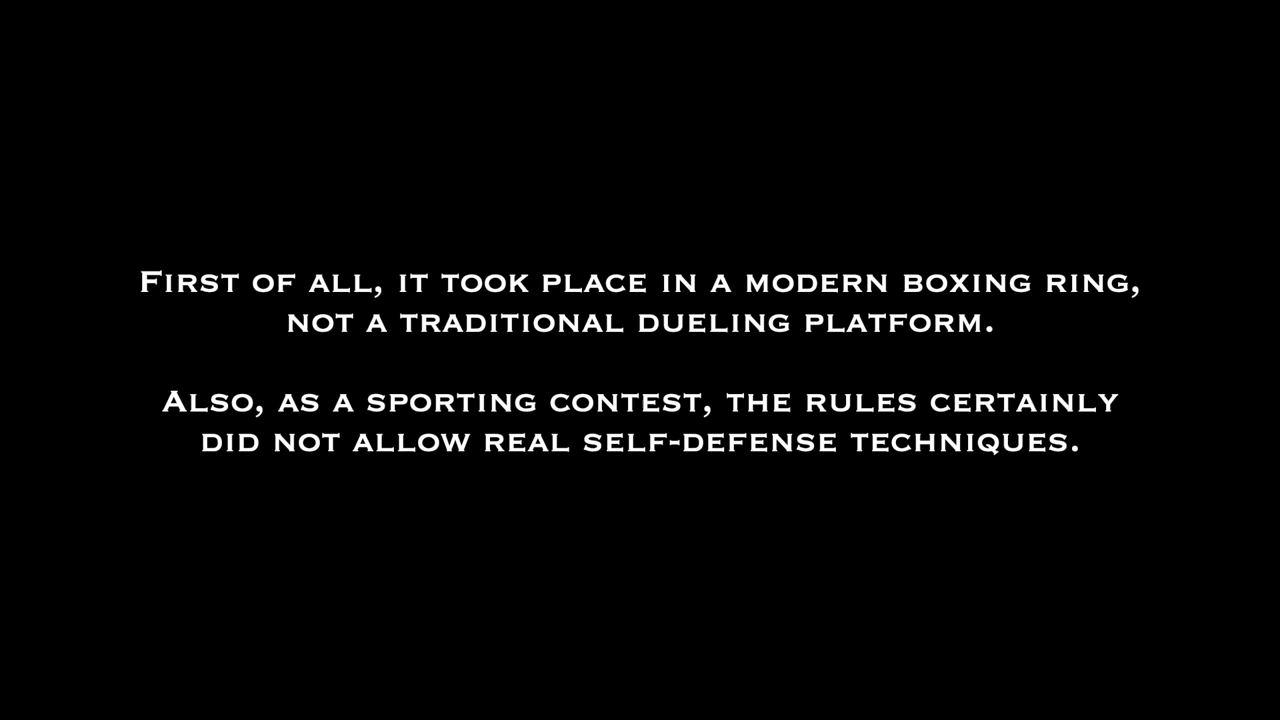 First of all, it took place in a modern boxing ring,
not a traditional dueling platform.
Also, as a sporting contest, the rules certainly
did not allow real self-defense techniques.